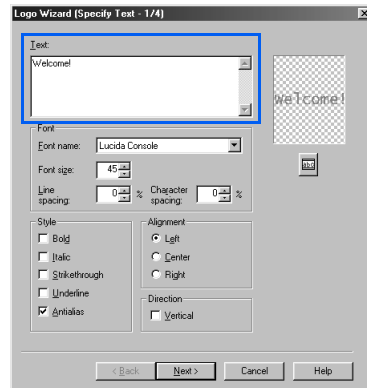 Logo Wizard (Specify Text - 1/4)
Text:
Welcome!
Welcome!
Font
Font name: Lucida Console
abc
Font size: 45
Line spacing: 0 % Character spacing: 0 %
Style
Bold
Italic
Strikethrough
Underline
Antialias
Alignment
Left
Center
Right
Direction
Vertical
< Back Next > Cancel Help